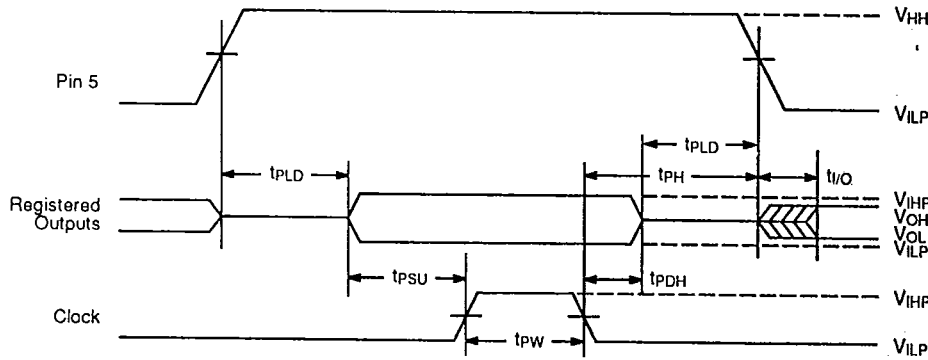 VHH
Pin 5
VILP
tPLD
tPLD
tPH
tI/O
Registered
Outputs
VIHP
VOH
VOL
VILP
tPSU
tPDH
VIHP
Clock
tPW
VILP